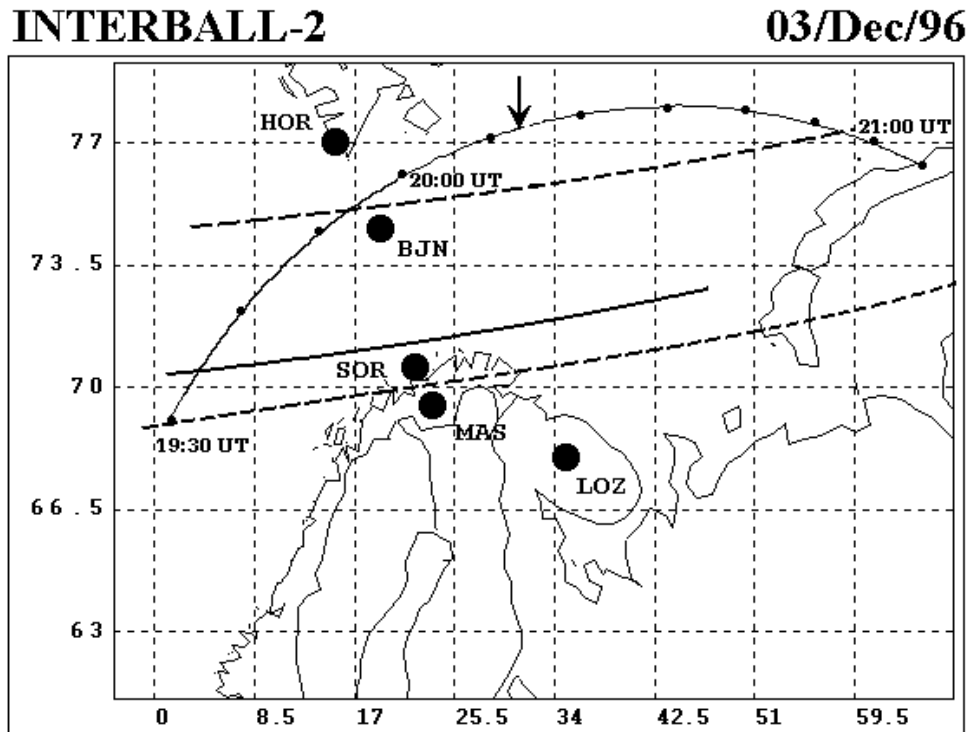 INTERBALL-2 03/Dec/96
HOR
77
21:00 UT
20:00 UT
BJN
73.5
SOR
70
MAS
19:30 UT
LOZ
66.5
63
0 8.5 17 25.5 34 42.5 51 59.5